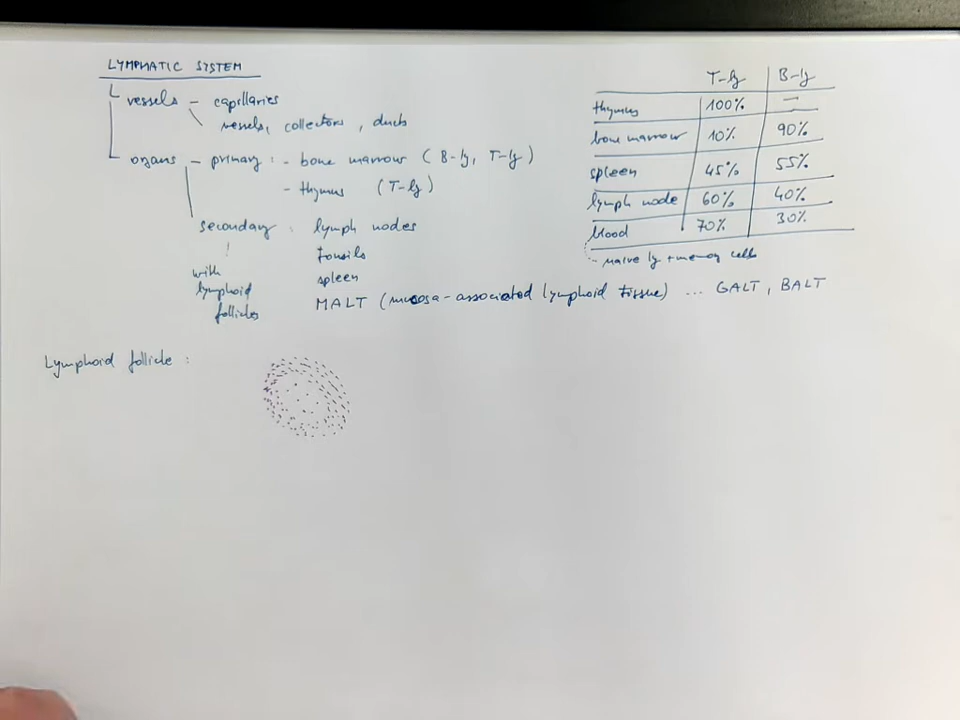 LYMPHATIC SYSTEM
vessels - capillaries
vessels, collectors, ducts
organs - primary : - bone marrow (B-ly, T-ly)
- thymus (T-ly)
secondary : lymph nodes
tonsils
with
spleen
lymphoid
MALT (mucosa-associated lymphoid tissue) ... GALT, BALT
follicles
T-ly B-ly
thymus 100% —
bone marrow 10% 90%
spleen 45% 55%
lymph node 60% 40%
blood 70% 30%
naive ly + memory cells
Lymphoid follicle :